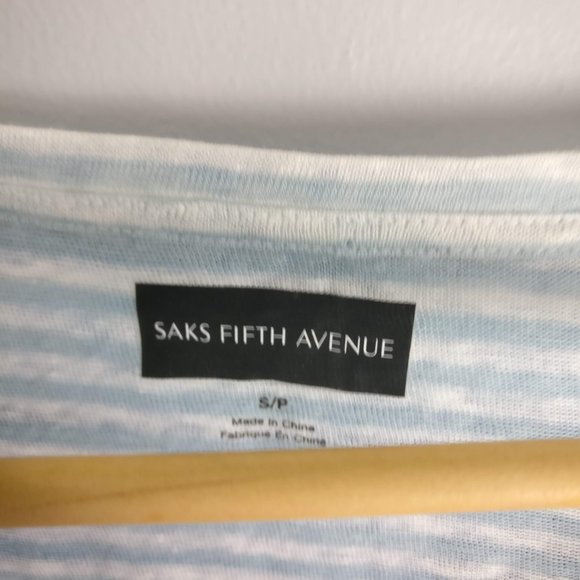 SAKS FIFTH AVENUE
S/P
Made in China
Fabriqué En Chine